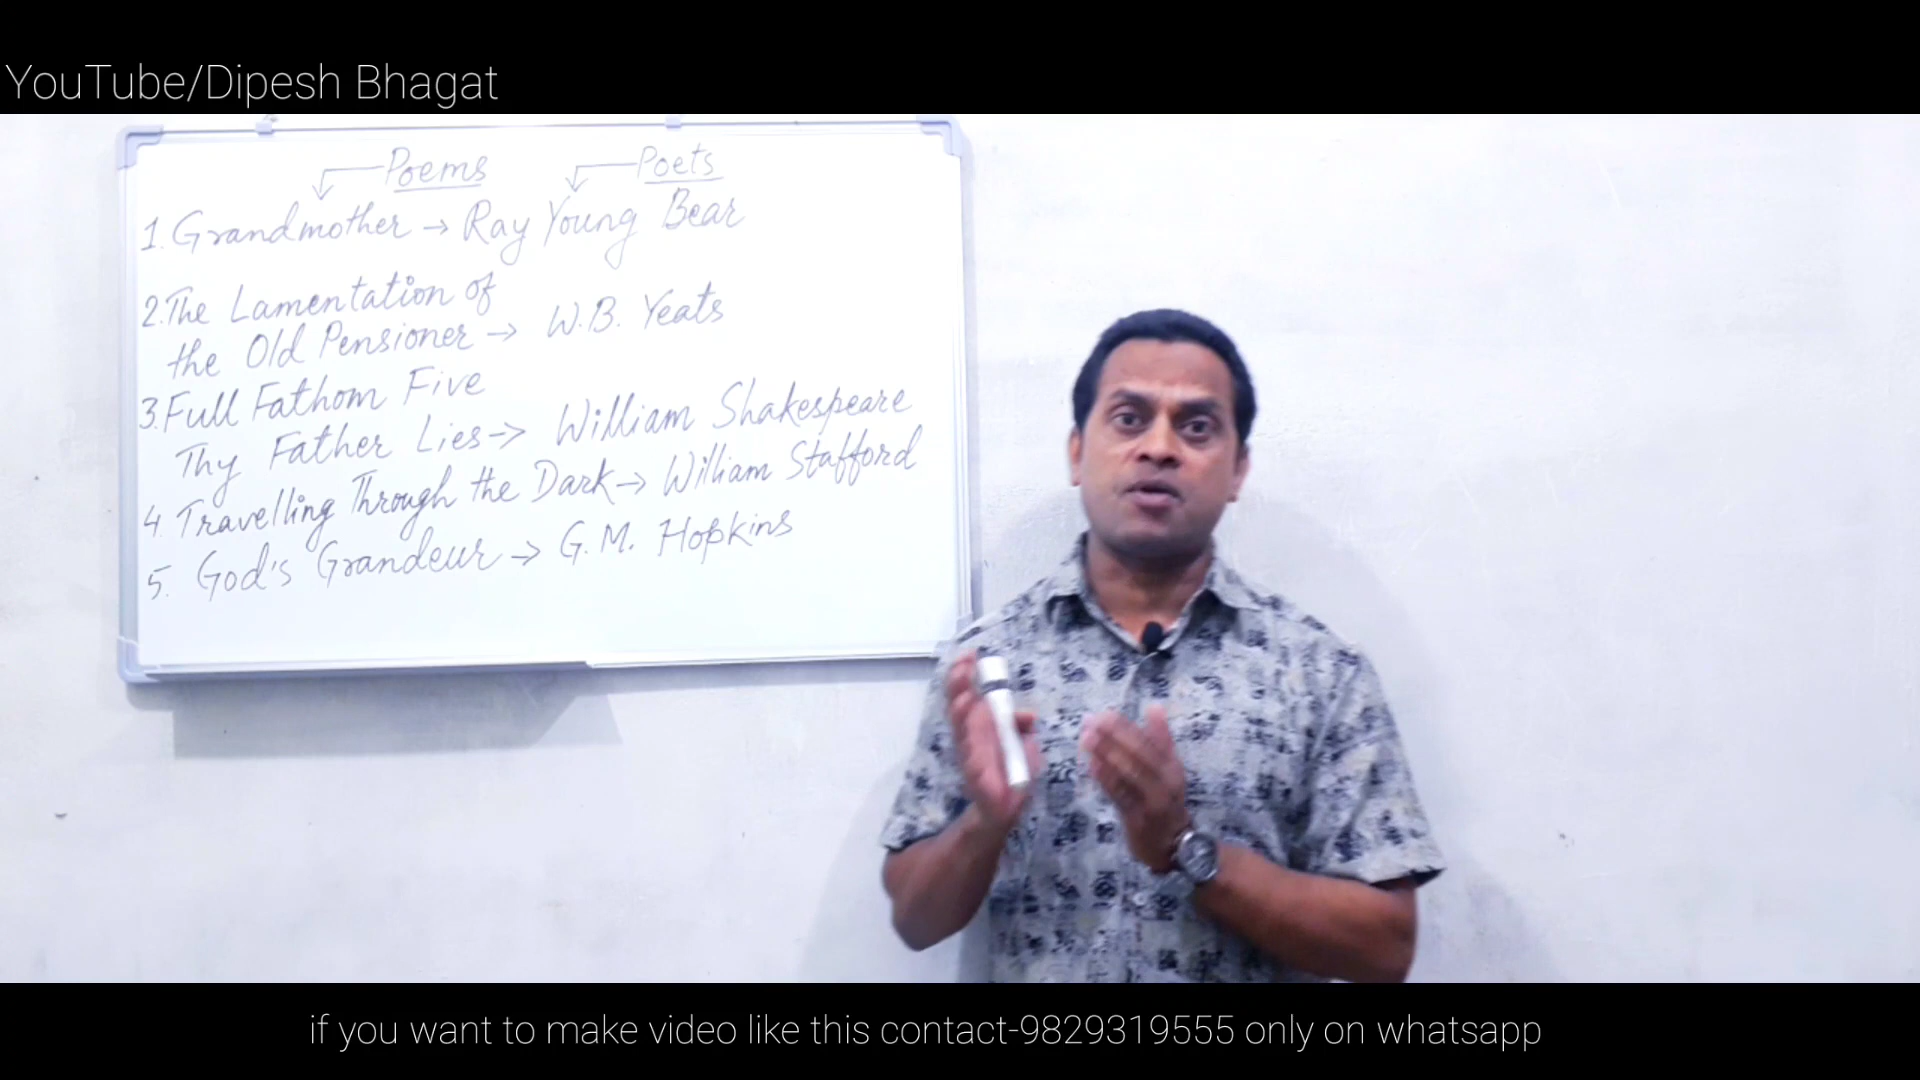 YouTube/Dipesh Bhagat
Poems Poets
1. Grandmother → Ray Young Bear
2. The Lamentation of
the Old Pensioner → W.B. Yeats
3. Full Fathom Five
Thy Father Lies → William Shakespeare
4. Travelling Through the Dark → William Stafford
5. God's Grandeur → G.M. Hopkins
if you want to make video like this contact-9829319555 only on whatsapp